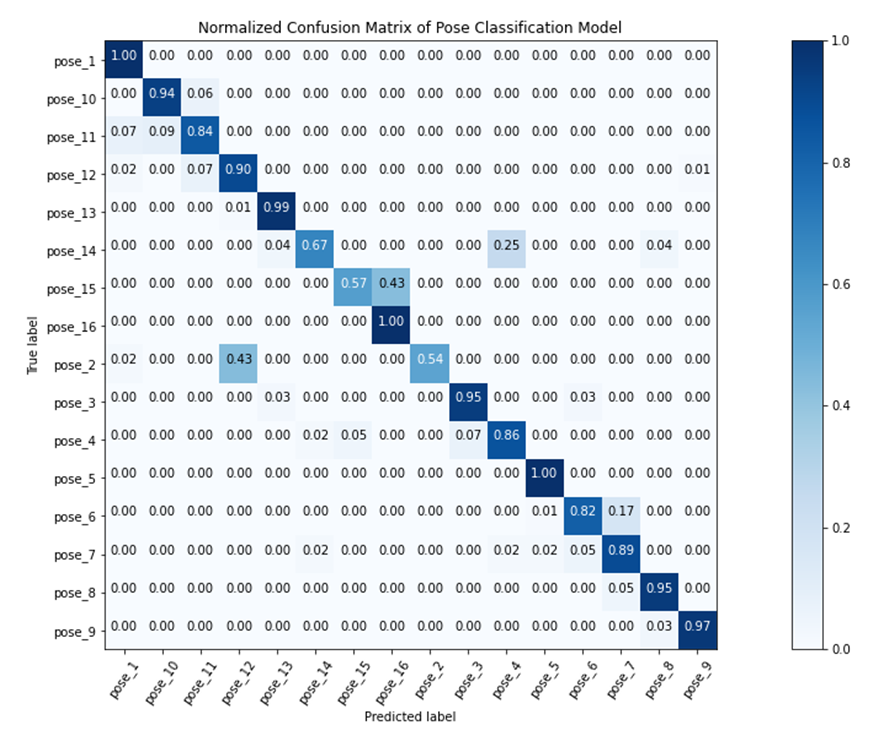 Normalized Confusion Matrix of Pose Classification Model
pose_1 1.00 0.00 0.00 0.00 0.00 0.00 0.00 0.00 0.00 0.00 0.00 0.00 0.00 0.00 0.00 0.00
pose_10 0.00 0.94 0.06 0.00 0.00 0.00 0.00 0.00 0.00 0.00 0.00 0.00 0.00 0.00 0.00 0.00
pose_11 0.07 0.09 0.84 0.00 0.00 0.00 0.00 0.00 0.00 0.00 0.00 0.00 0.00 0.00 0.00 0.00
pose_12 0.02 0.00 0.07 0.90 0.00 0.00 0.00 0.00 0.00 0.00 0.00 0.00 0.00 0.00 0.00 0.01
pose_13 0.00 0.00 0.00 0.01 0.99 0.00 0.00 0.00 0.00 0.00 0.00 0.00 0.00 0.00 0.00 0.00
pose_14 0.00 0.00 0.00 0.00 0.04 0.67 0.00 0.00 0.00 0.00 0.25 0.00 0.00 0.00 0.04 0.00
pose_15 0.00 0.00 0.00 0.00 0.00 0.00 0.57 0.43 0.00 0.00 0.00 0.00 0.00 0.00 0.00 0.00
pose_16 0.00 0.00 0.00 0.00 0.00 0.00 0.00 1.00 0.00 0.00 0.00 0.00 0.00 0.00 0.00 0.00
pose_2 0.02 0.00 0.00 0.43 0.00 0.00 0.00 0.00 0.54 0.00 0.00 0.00 0.00 0.00 0.00 0.00
pose_3 0.00 0.00 0.00 0.00 0.03 0.00 0.00 0.00 0.00 0.95 0.00 0.00 0.03 0.00 0.00 0.00
pose_4 0.00 0.00 0.00 0.00 0.00 0.02 0.05 0.00 0.00 0.07 0.86 0.00 0.00 0.00 0.00 0.00
pose_5 0.00 0.00 0.00 0.00 0.00 0.00 0.00 0.00 0.00 0.00 0.00 1.00 0.00 0.00 0.00 0.00
pose_6 0.00 0.00 0.00 0.00 0.00 0.00 0.00 0.00 0.00 0.00 0.00 0.01 0.82 0.17 0.00 0.00
pose_7 0.00 0.00 0.00 0.00 0.00 0.02 0.00 0.00 0.00 0.00 0.02 0.02 0.05 0.89 0.00 0.00
pose_8 0.00 0.00 0.00 0.00 0.00 0.00 0.00 0.00 0.00 0.00 0.00 0.00 0.00 0.05 0.95 0.00
pose_9 0.00 0.00 0.00 0.00 0.00 0.00 0.00 0.00 0.00 0.00 0.00 0.00 0.00 0.00 0.03 0.97
pose_1 pose_10 pose_11 pose_12 pose_13 pose_14 pose_15 pose_16 pose_2 pose_3 pose_4 pose_5 pose_6 pose_7 pose_8 pose_9
Predicted label
True label
1.0
0.8
0.6
0.4
0.2
0.0